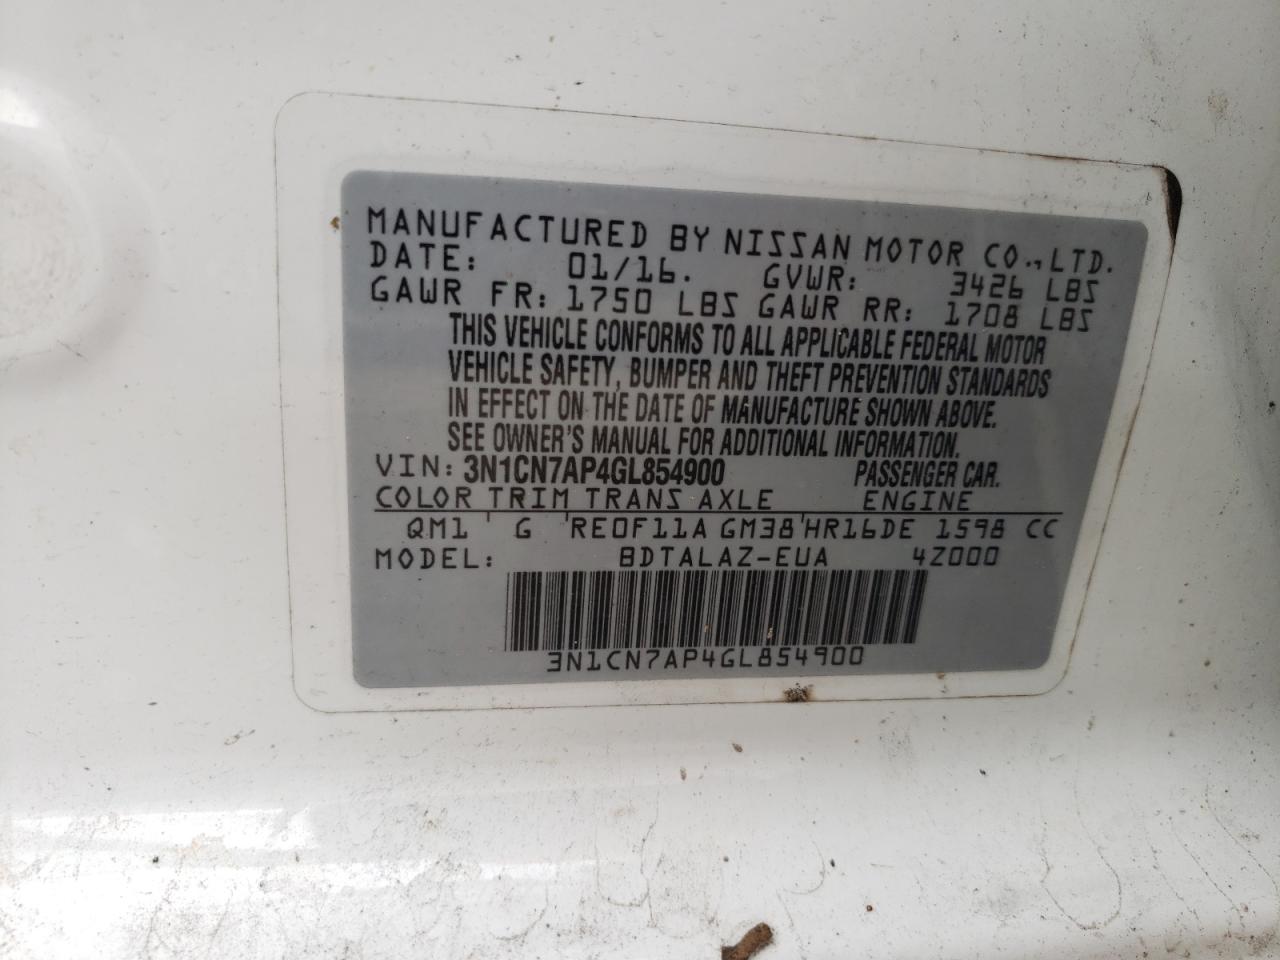 MANUFACTURED BY NISSAN MOTOR CO.,LTD.
DATE: 01/16. GVWR: 3426 LBS
GAWR FR: 1750 LBS GAWR RR: 1708 LBS
THIS VEHICLE CONFORMS TO ALL APPLICABLE FEDERAL MOTOR
VEHICLE SAFETY, BUMPER AND THEFT PREVENTION STANDARDS
IN EFFECT ON THE DATE OF MANUFACTURE SHOWN ABOVE.
SEE OWNER'S MANUAL FOR ADDITIONAL INFORMATION.
VIN: 3N1CN7AP4GL854900 PASSENGER CAR.
COLOR TRIM TRANS AXLE ENGINE
QM1 G RE0F11A GM38 HR16DE 1598 CC
MODEL: BDTALAZ-EUA 4Z000
3N1CN7AP4GL854900